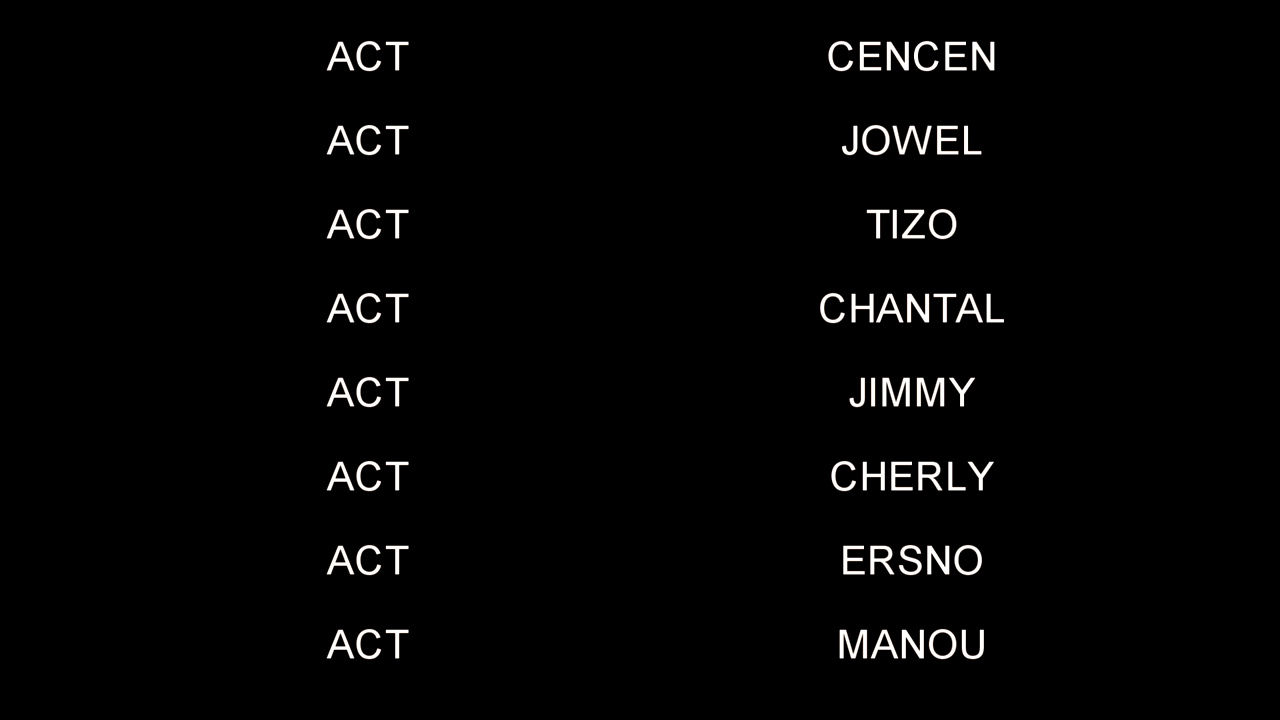 ACT CENCEN
ACT JOWEL
ACT TIZO
ACT CHANTAL
ACT JIMMY
ACT CHERLY
ACT ERSNO
ACT MANOU